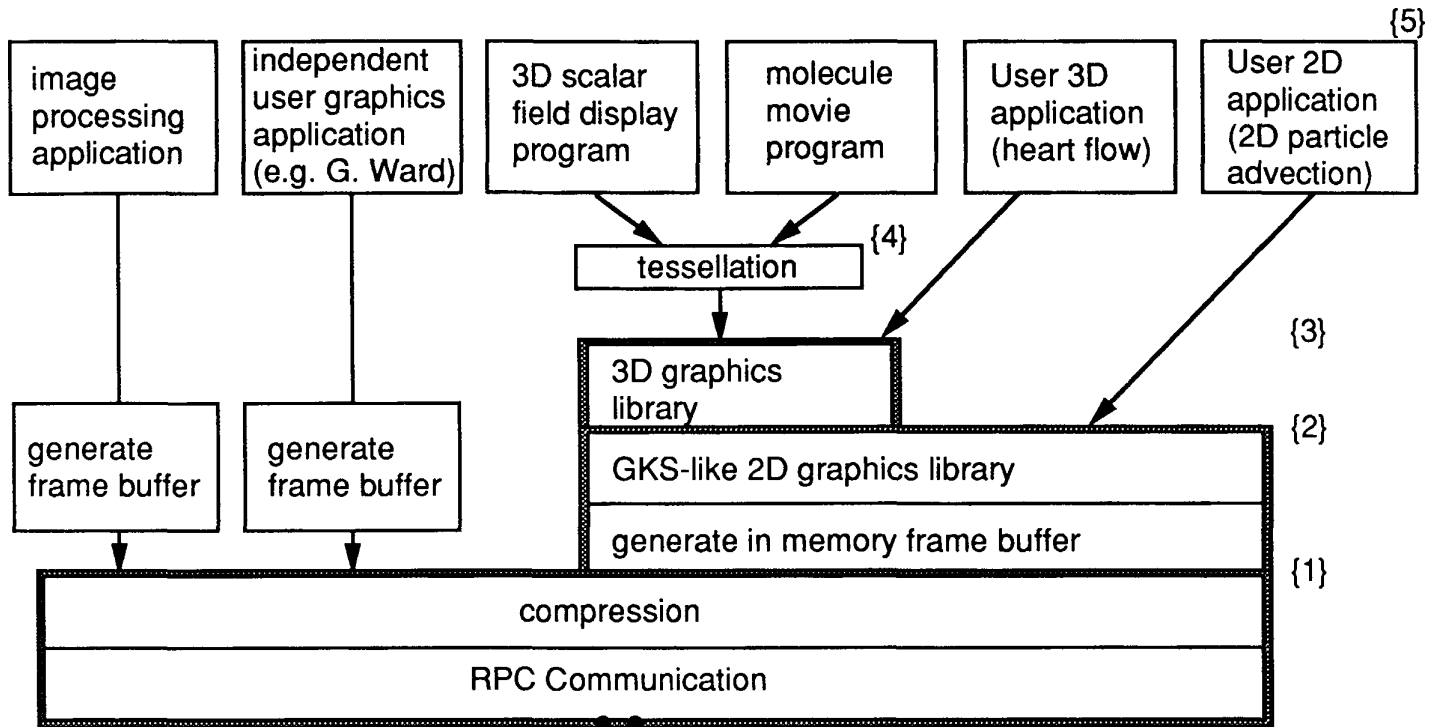 {5}
image
processing
application
independent
user graphics
application
(e.g. G. Ward)
3D scalar
field display
program
molecule
movie
program
User 3D
application
(heart flow)
User 2D
application
(2D particle
advection)
{4}
tessellation
{3}
3D graphics
library
generate
frame buffer
generate
frame buffer
{2}
GKS-like 2D graphics library
generate in memory frame buffer
{1}
compression
RPC Communication